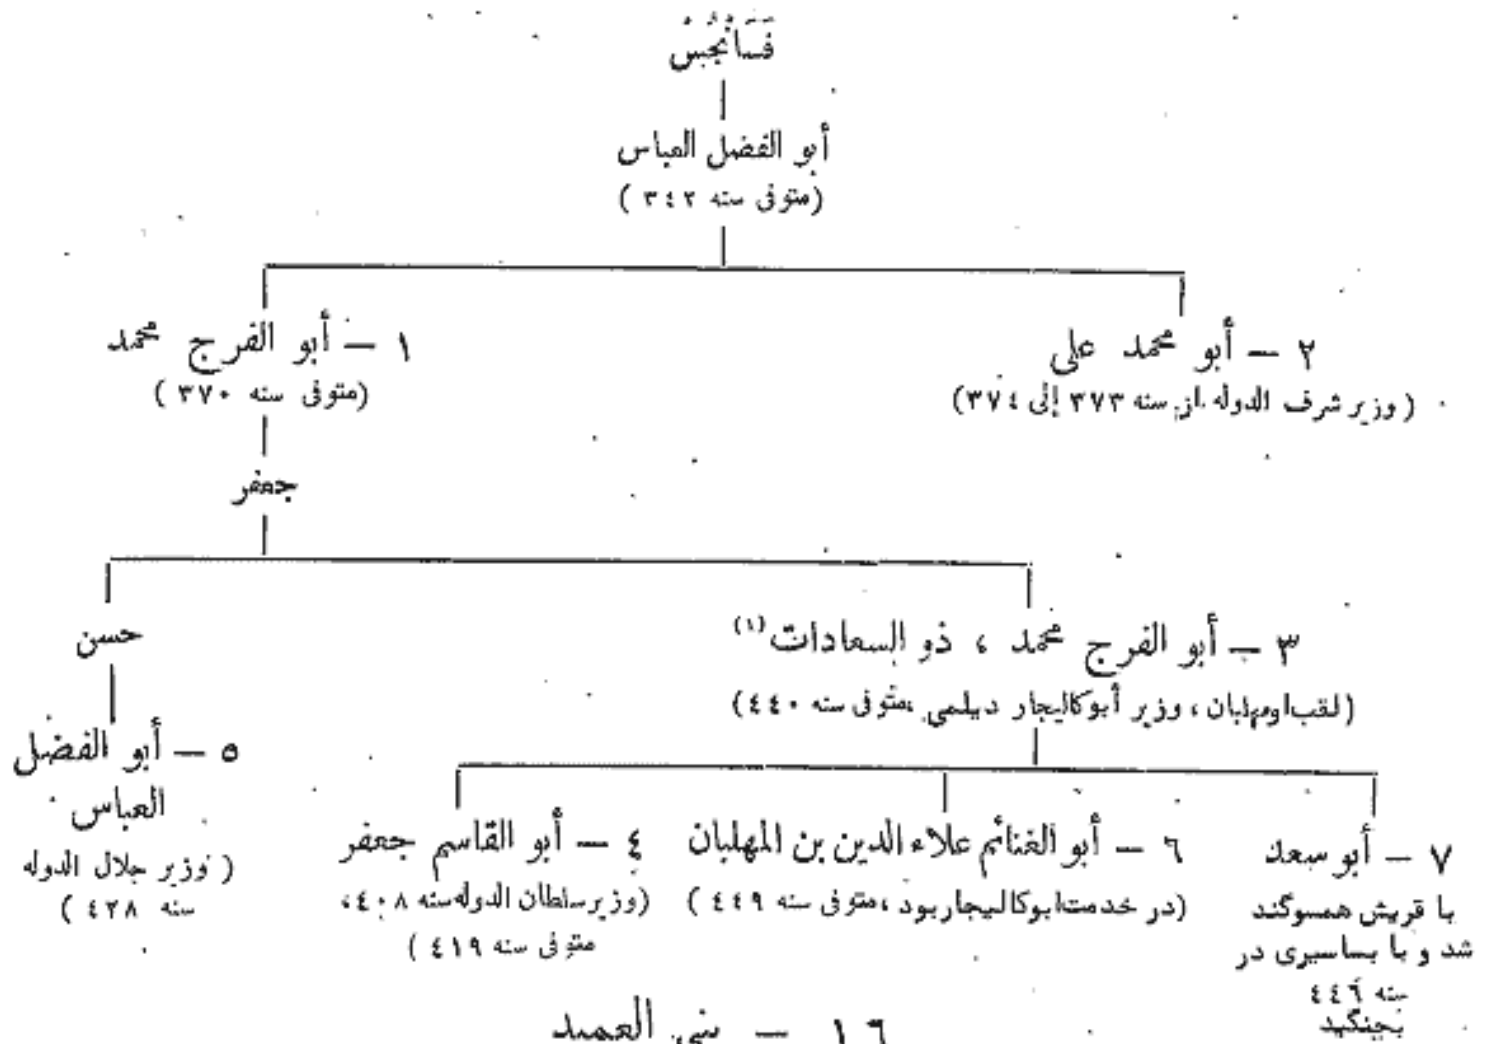 فَسَانْجُس
أبو الفضل العباس
(متوفى سنه ٣٤٢ )
٢ – أبو محمد على
( وزير شرف الدوله از سنه ٣٧٣ إلى ٣٧٤)
١ – أبو الفرج محمد
(متوفى سنه ٣٧٠ )
جعفر
٣ – أبو الفرج محمد ، ذو السعادات (١)
(لقب او مهلبان ، وزير أبوكاليجار ديلمى ، متوفى سنه ٤٤٠)
حسن
٥ – أبو الفضل
العباس
( وزير جلال الدوله
سنه ٤٢٨ )
٧ – أبو سعد
با قريش همسوگند
شد و با بساسيرى در
سنه ٤٤٦
بجنگيد
٦ – أبو الغنائم علاء الدين بن المهلبان
(در خدمت ابوكاليجار بود ، متوفى سنه ٤٤٩ )
٤ – أبو القاسم جعفر
(وزير سلطان الدوله سنه ٤٠٨ ،
متوفى سنه ٤١٩ )
١٦ – بنى العميد